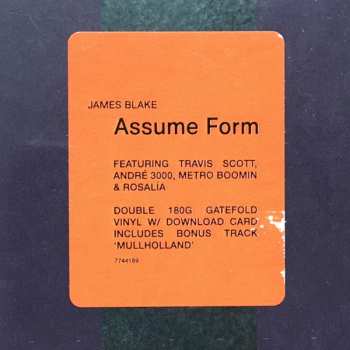 JAMES BLAKE
Assume Form
FEATURING TRAVIS SCOTT,
ANDRÉ 3000, METRO BOOMIN
& ROSALÍA
DOUBLE 180G GATEFOLD
VINYL W/ DOWNLOAD CARD
INCLUDES BONUS TRACK
‘MULLHOLLAND’
7744189